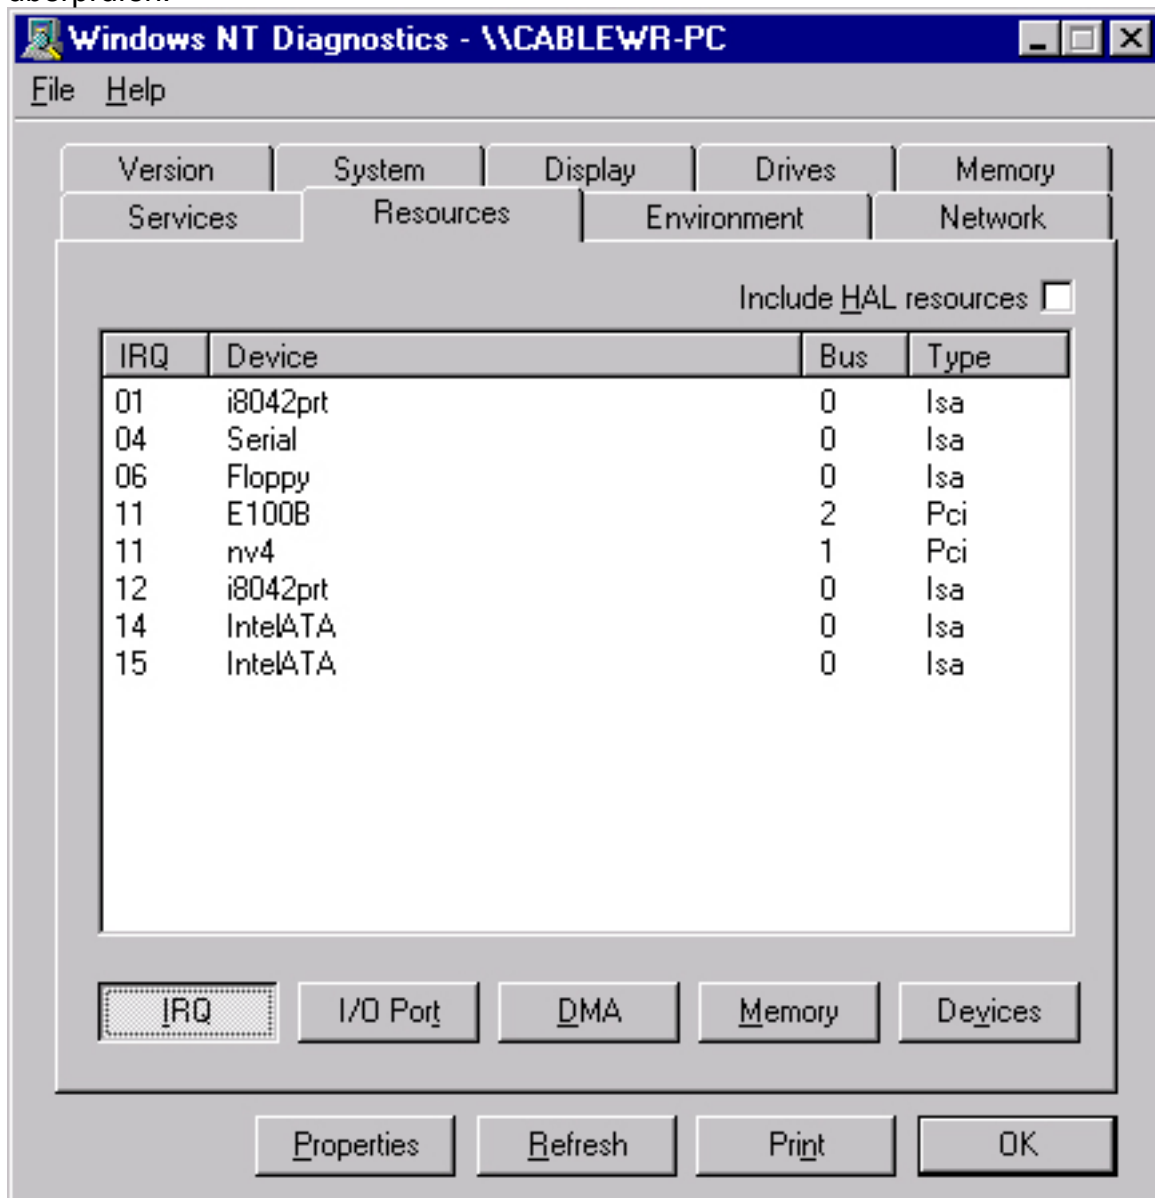 überprüfen.
Windows NT Diagnostics - \\CABLEWR-PC
File Help
Version System Display Drives Memory
Services Resources Environment Network
Include HAL resources
IRQ Device Bus Type
01 i8042prt 0 Isa
04 Serial 0 Isa
06 Floppy 0 Isa
11 E100B 2 Pci
11 nv4 1 Pci
12 i8042prt 0 Isa
14 IntelATA 0 Isa
15 IntelATA 0 Isa
IRQ I/O Port DMA Memory Devices
Properties Refresh Print OK